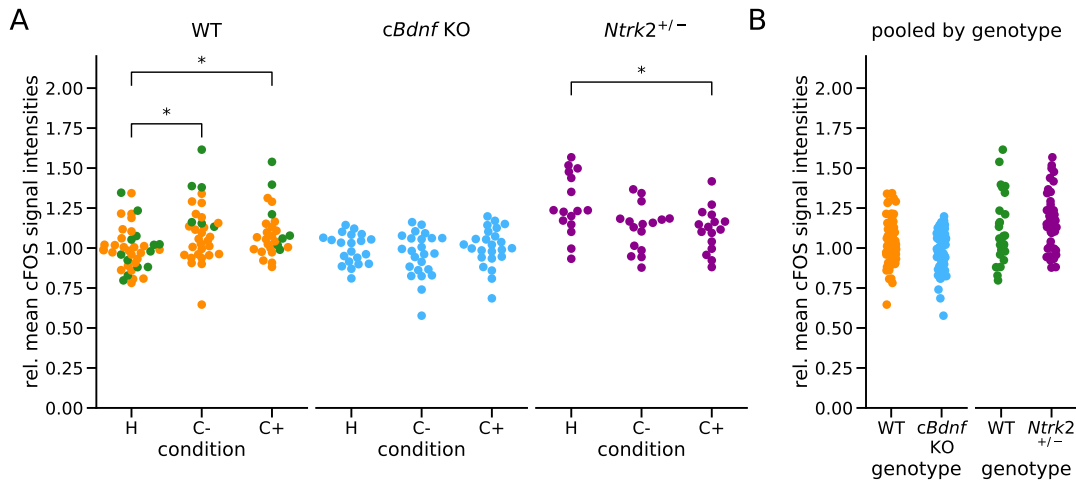 A
B
WT
cBdnf KO
Ntrk2+/−
pooled by genotype
*
*
*
rel. mean cFOS signal intensities
2.00
1.75
1.50
1.25
1.00
0.75
0.50
0.25
0.00
H
C-
C+
condition
H
C-
C+
condition
H
C-
C+
condition
rel. mean cFOS signal intensities
2.00
1.75
1.50
1.25
1.00
0.75
0.50
0.25
0.00
WT
cBdnf
KO
genotype
WT
Ntrk2
+/−
genotype